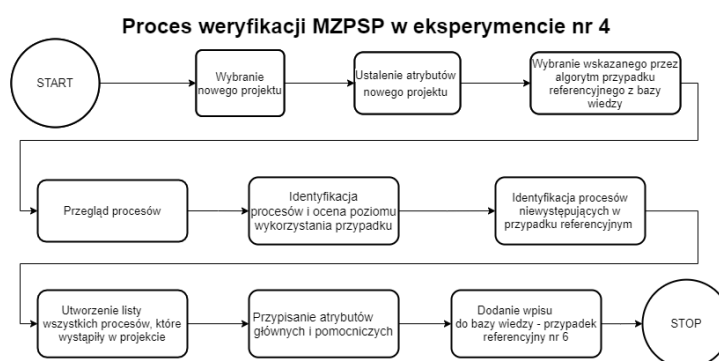 Proces weryfikacji MZPSP w eksperymencie nr 4
START
Wybranie
nowego projektu
Ustalenie atrybutów
nowego projektu
Wybranie wskazanego przez
algorytm przypadku
referencyjnego z bazy
wiedzy
Przegląd procesów
Identyfikacja
procesów i ocena poziomu
wykorzystania przypadku
Identyfikacja procesów
niewystępujących w
przypadku referencyjnym
Utworzenie listy
wszystkich procesów, które
wystąpiły w projekcie
Przypisanie atrybutów
głównych i pomocniczych
Dodanie wpisu
do bazy wiedzy - przypadek
referencyjny nr 6
STOP